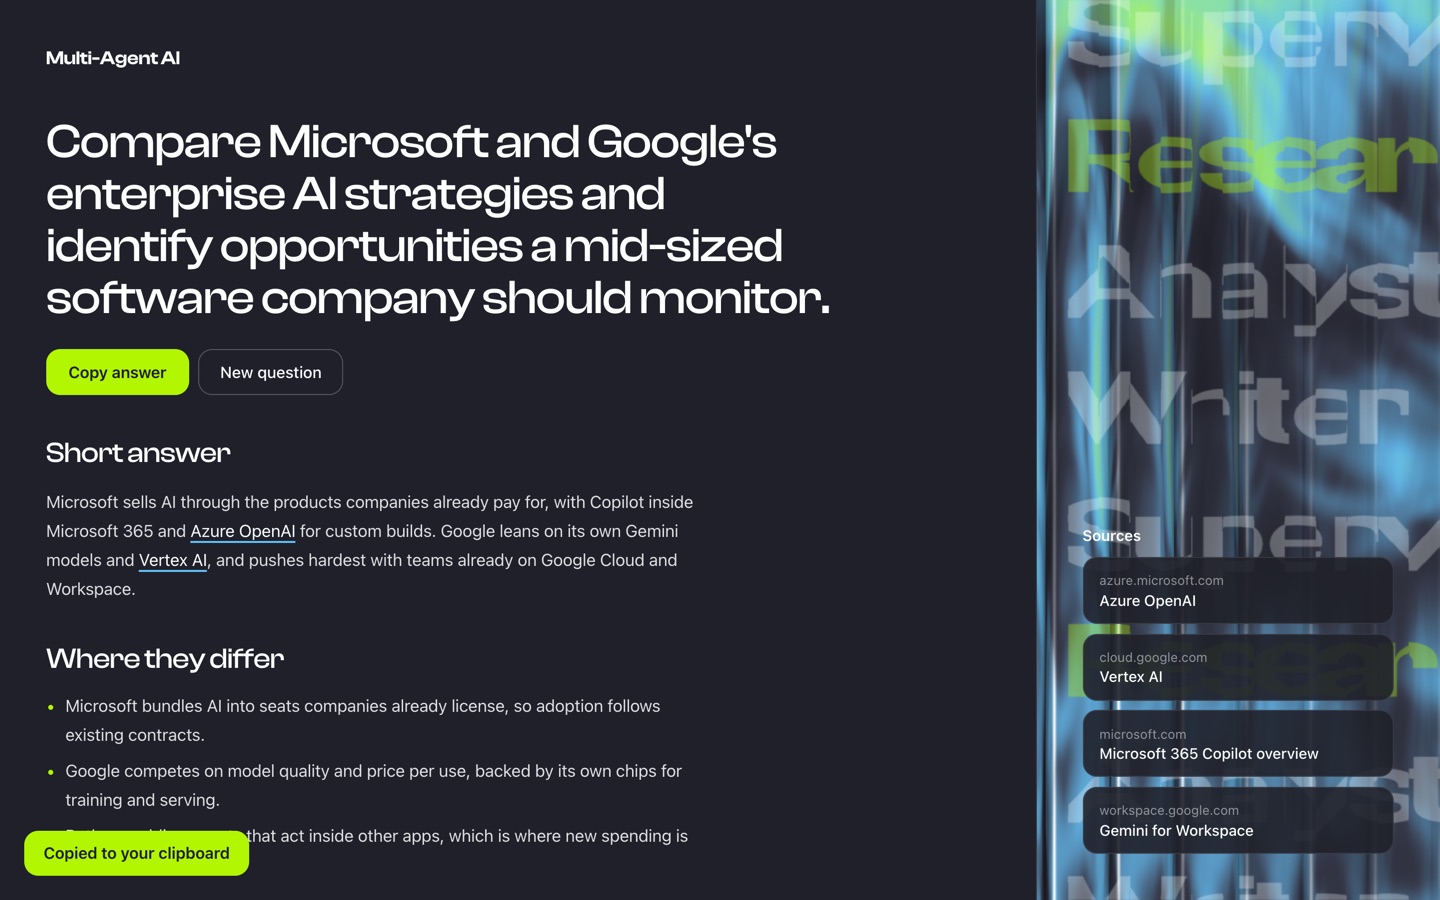 Multi-Agent AI
Compare Microsoft and Google's
enterprise AI strategies and
identify opportunities a mid-sized
software company should monitor.
Copy answer
New question
Short answer
Microsoft sells AI through the products companies already pay for, with Copilot inside
Microsoft 365 and Azure OpenAI for custom builds. Google leans on its own Gemini
models and Vertex AI, and pushes hardest with teams already on Google Cloud and
Workspace.
Where they differ
Microsoft bundles AI into seats companies already license, so adoption follows
existing contracts.
Google competes on model quality and price per use, backed by its own chips for
training and serving.
that act inside other apps, which is where new spending is
Copied to your clipboard
Superv
Resear
Analyst
Writer
Superv
Sources
azure.microsoft.com
Azure OpenAI
cloud.google.com
Vertex AI
microsoft.com
Microsoft 365 Copilot overview
workspace.google.com
Gemini for Workspace
Writer